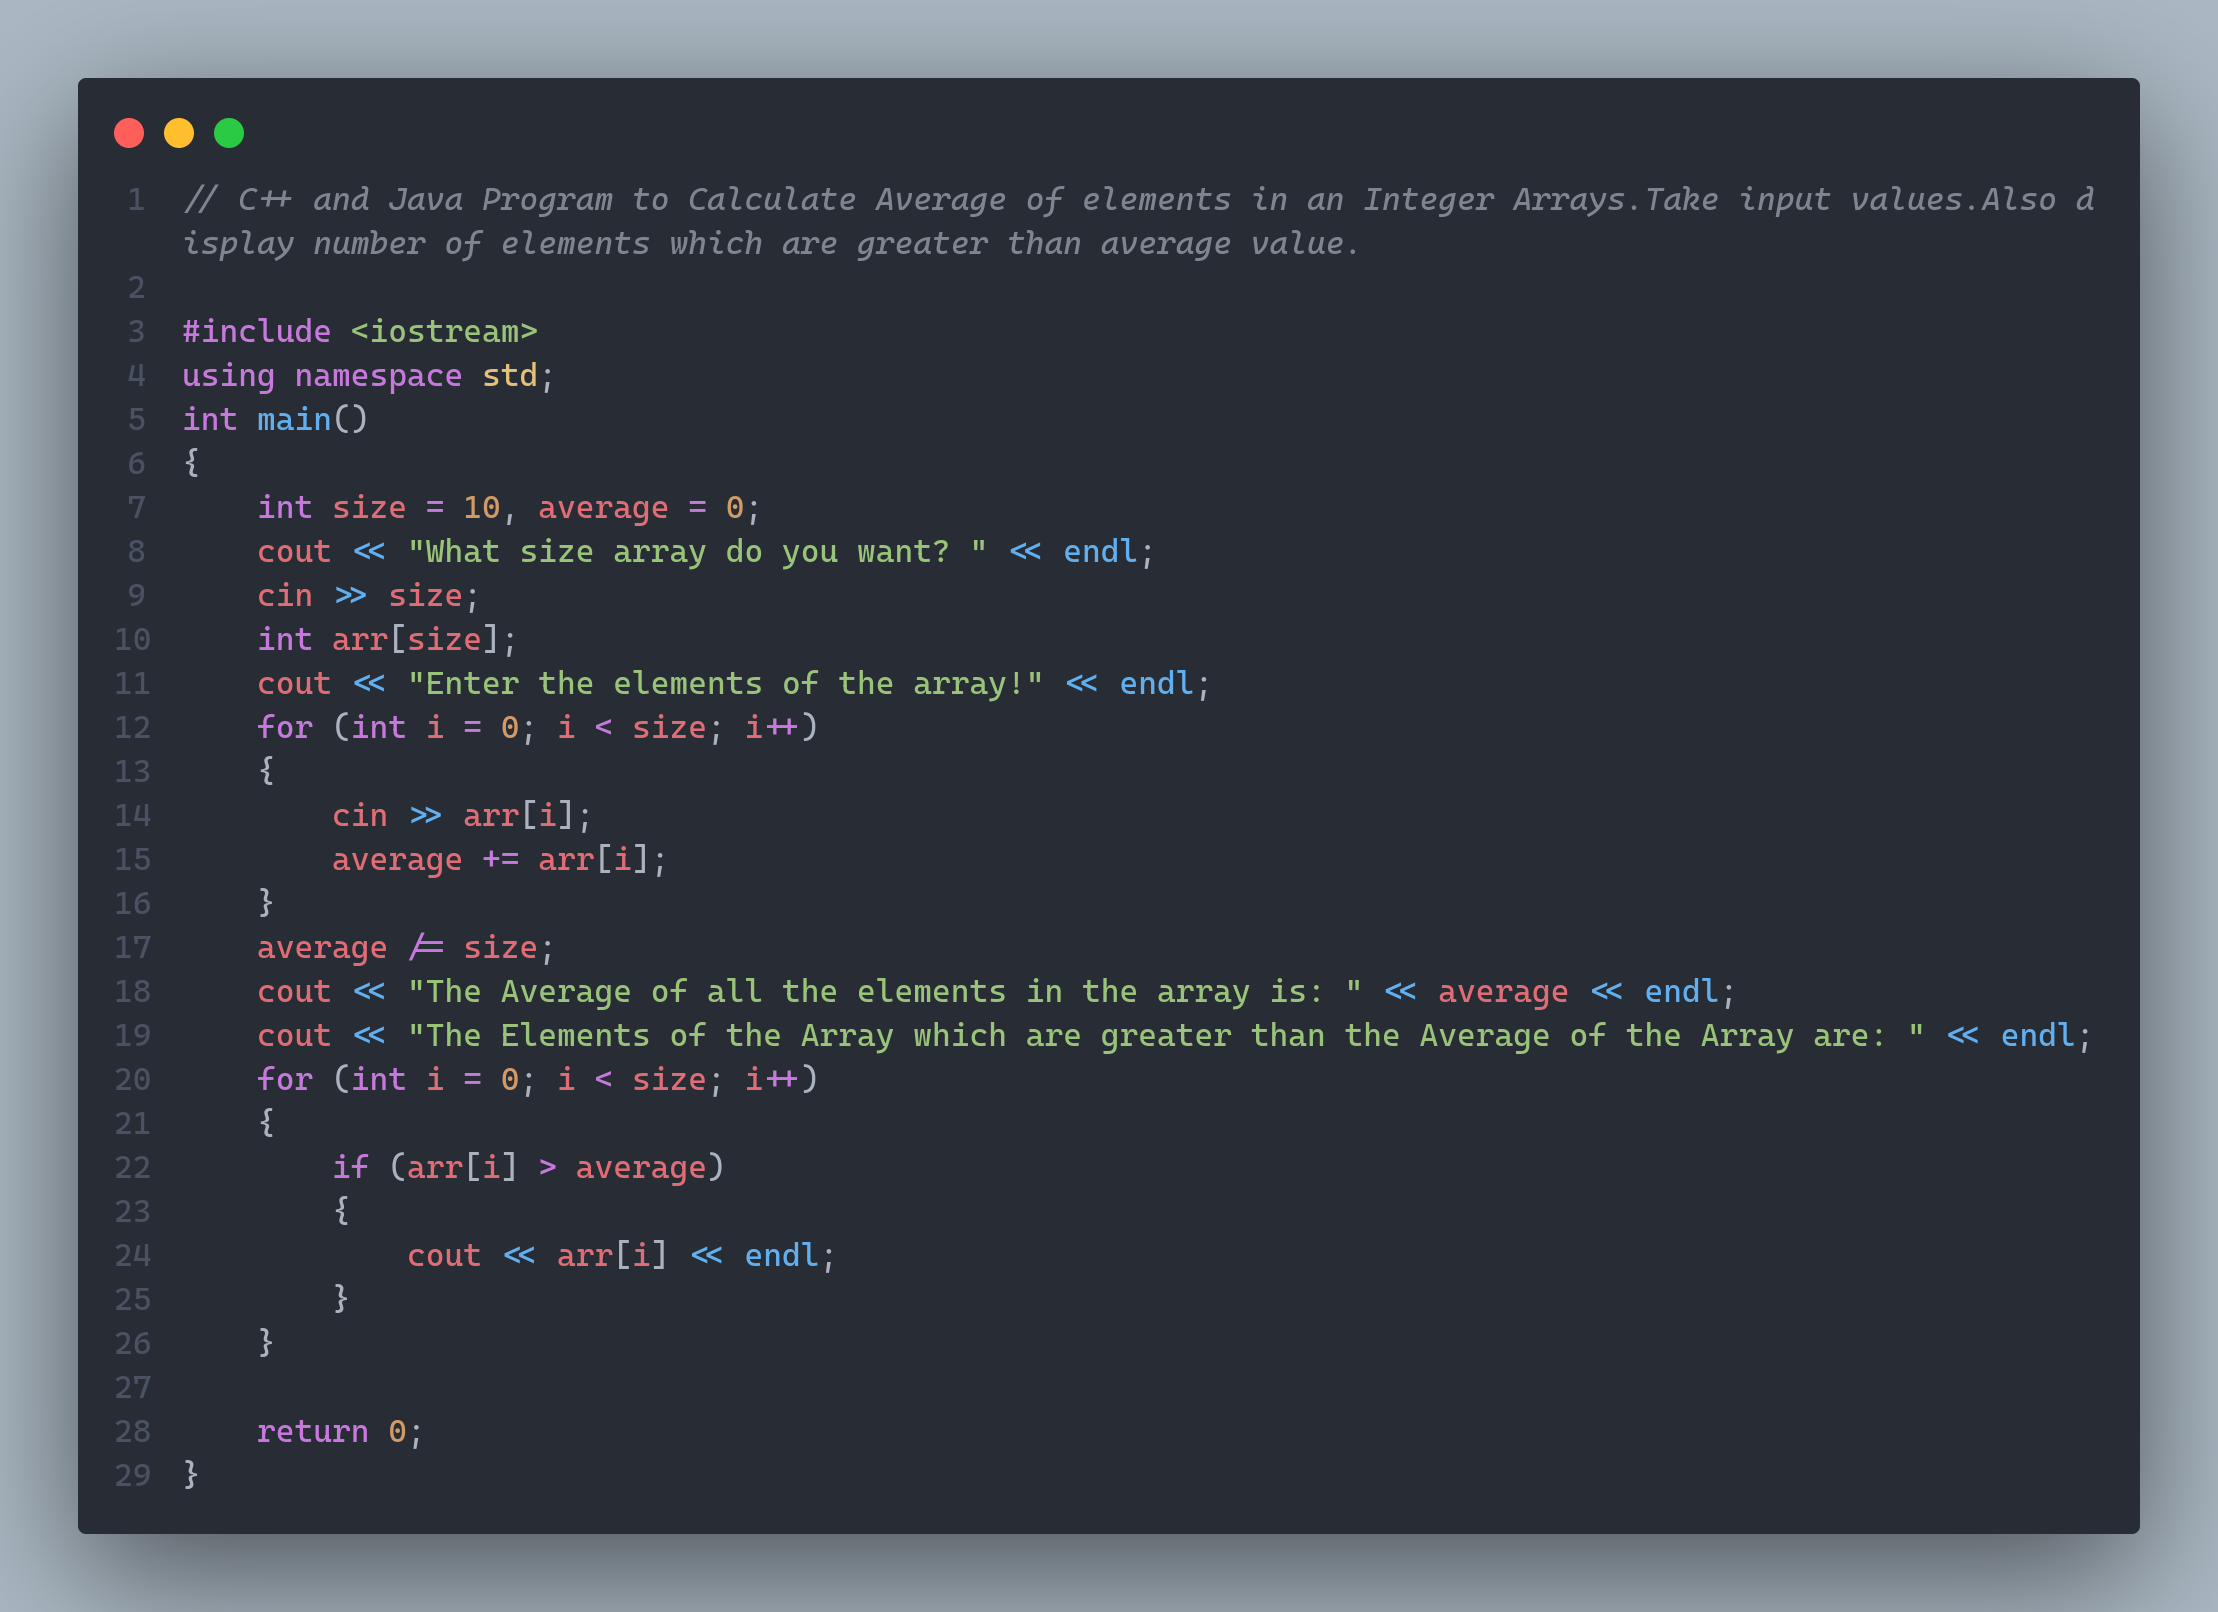 1 // C++ and Java Program to Calculate Average of elements in an Integer Arrays.Take input values.Also d
isplay number of elements which are greater than average value.
2
3 #include <iostream>
4 using namespace std;
5 int main()
6 {
7     int size = 10, average = 0;
8     cout << "What size array do you want? " << endl;
9     cin >> size;
10     int arr[size];
11     cout << "Enter the elements of the array!" << endl;
12     for (int i = 0; i < size; i++)
13     {
14         cin >> arr[i];
15         average += arr[i];
16     }
17     average /= size;
18     cout << "The Average of all the elements in the array is: " << average << endl;
19     cout << "The Elements of the Array which are greater than the Average of the Array are: " << endl;
20     for (int i = 0; i < size; i++)
21     {
22         if (arr[i] > average)
23         {
24             cout << arr[i] << endl;
25         }
26     }
27
28     return 0;
29 }